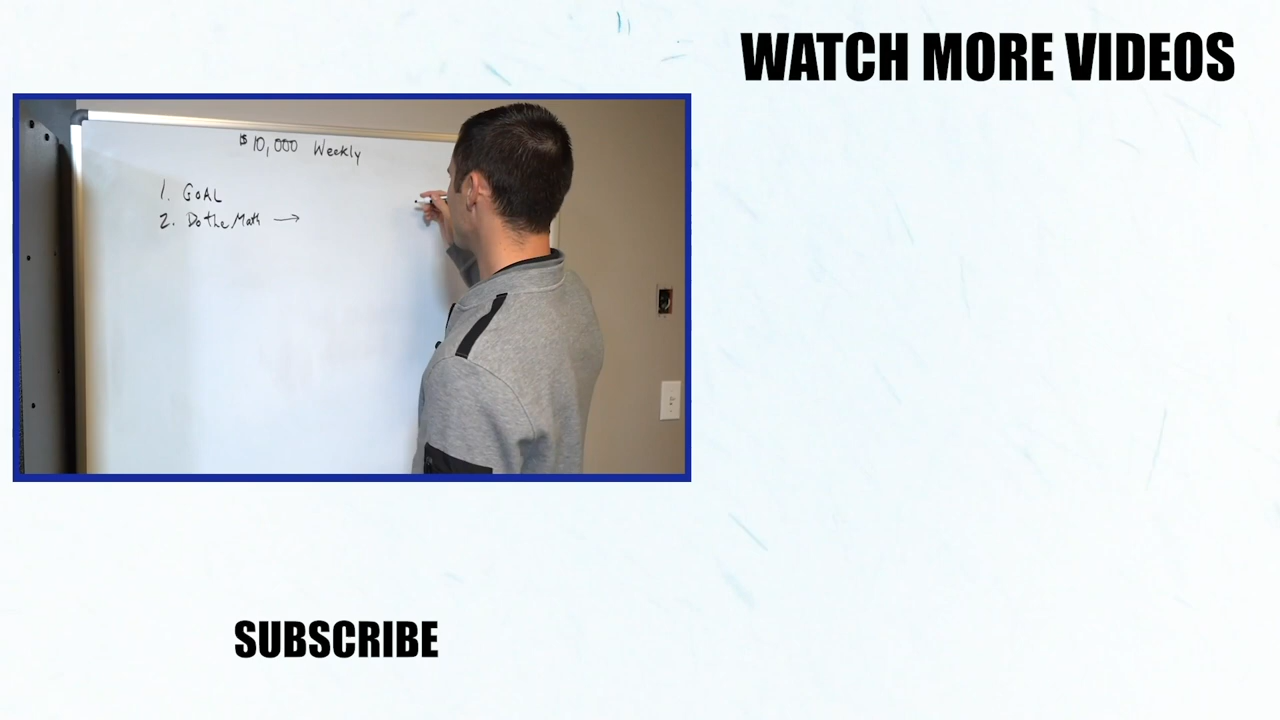 WATCH MORE VIDEOS
$10,000 Weekly
1. GOAL
2. Do the Math →
SUBSCRIBE